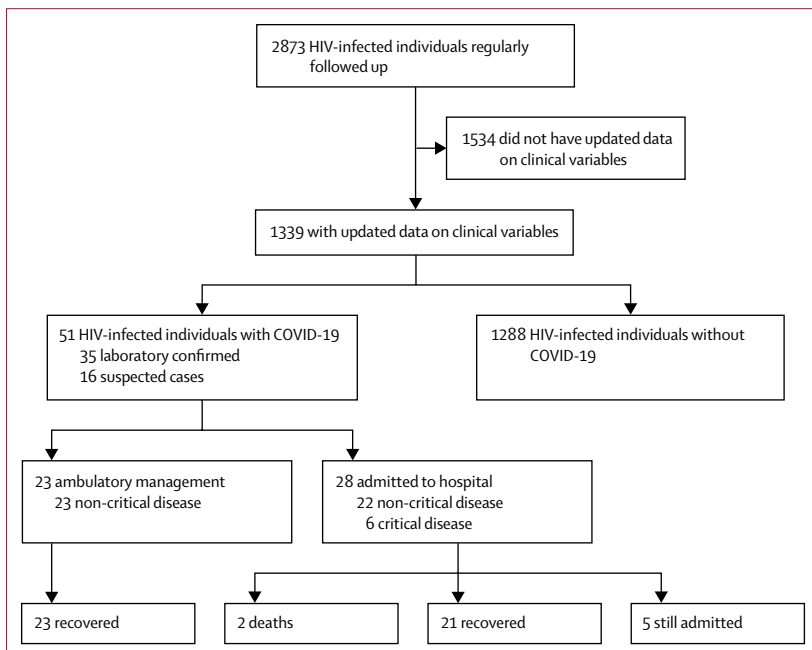 2873 HIV-infected individuals regularly
followed up
1534 did not have updated data
on clinical variables
1339 with updated data on clinical variables
51 HIV-infected individuals with COVID-19
35 laboratory confirmed
16 suspected cases
1288 HIV-infected individuals without
COVID-19
23 ambulatory management
23 non-critical disease
28 admitted to hospital
22 non-critical disease
6 critical disease
23 recovered
2 deaths
21 recovered
5 still admitted